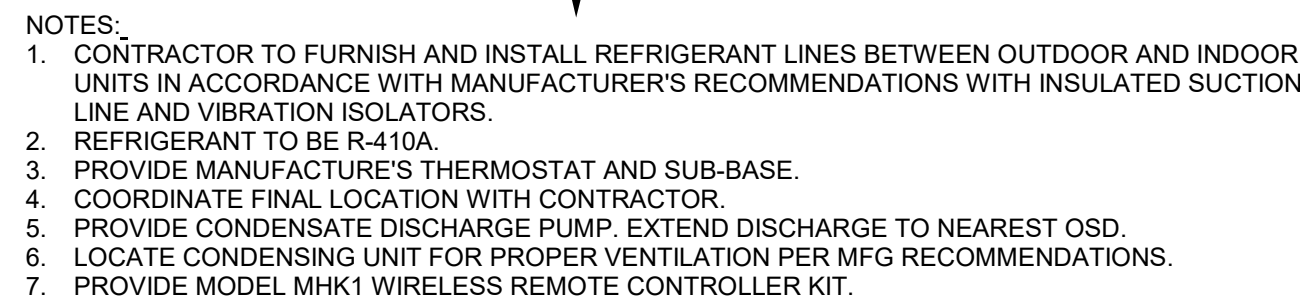 NOTES:
1. CONTRACTOR TO FURNISH AND INSTALL REFRIGERANT LINES BETWEEN OUTDOOR AND INDOOR
UNITS IN ACCORDANCE WITH MANUFACTURER'S RECOMMENDATIONS WITH INSULATED SUCTION
LINE AND VIBRATION ISOLATORS.
2. REFRIGERANT TO BE R-410A.
3. PROVIDE MANUFACTURE'S THERMOSTAT AND SUB-BASE.
4. COORDINATE FINAL LOCATION WITH CONTRACTOR.
5. PROVIDE CONDENSATE DISCHARGE PUMP. EXTEND DISCHARGE TO NEAREST OSD.
6. LOCATE CONDENSING UNIT FOR PROPER VENTILATION PER MFG RECOMMENDATIONS.
7. PROVIDE MODEL MHK1 WIRELESS REMOTE CONTROLLER KIT.